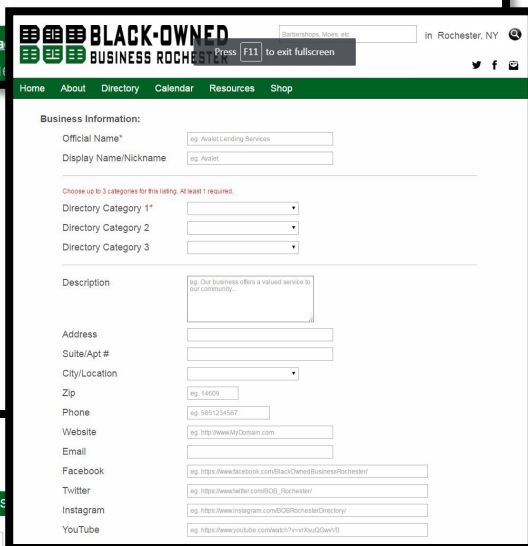 BLACK-OWNED
BUSINESS ROCHESTER
Barbershops, Moes, etc
in Rochester, NY
Press F11 to exit fullscreen
Home About Directory Calendar Resources Shop
Business Information:
Official Name*
eg. Avalet Lending Services
Display Name/Nickname
eg. Avalet
Choose up to 3 categories for this listing. At least 1 required.
Directory Category 1*
Directory Category 2
Directory Category 3
Description
eg. Our business offers a valued service to
our community...
Address
Suite/Apt #
City/Location
Zip
eg. 14609
Phone
eg. 5851234567
Website
eg. http://www.MyDomain.com
Email
Facebook
eg. https://www.facebook.com/BlackOwnedBusinessRochester/
Twitter
eg. https://www.twitter.com/BOB_Rochester/
Instagram
eg. https://www.instagram.com/BOBRochesterDirectory/
YouTube